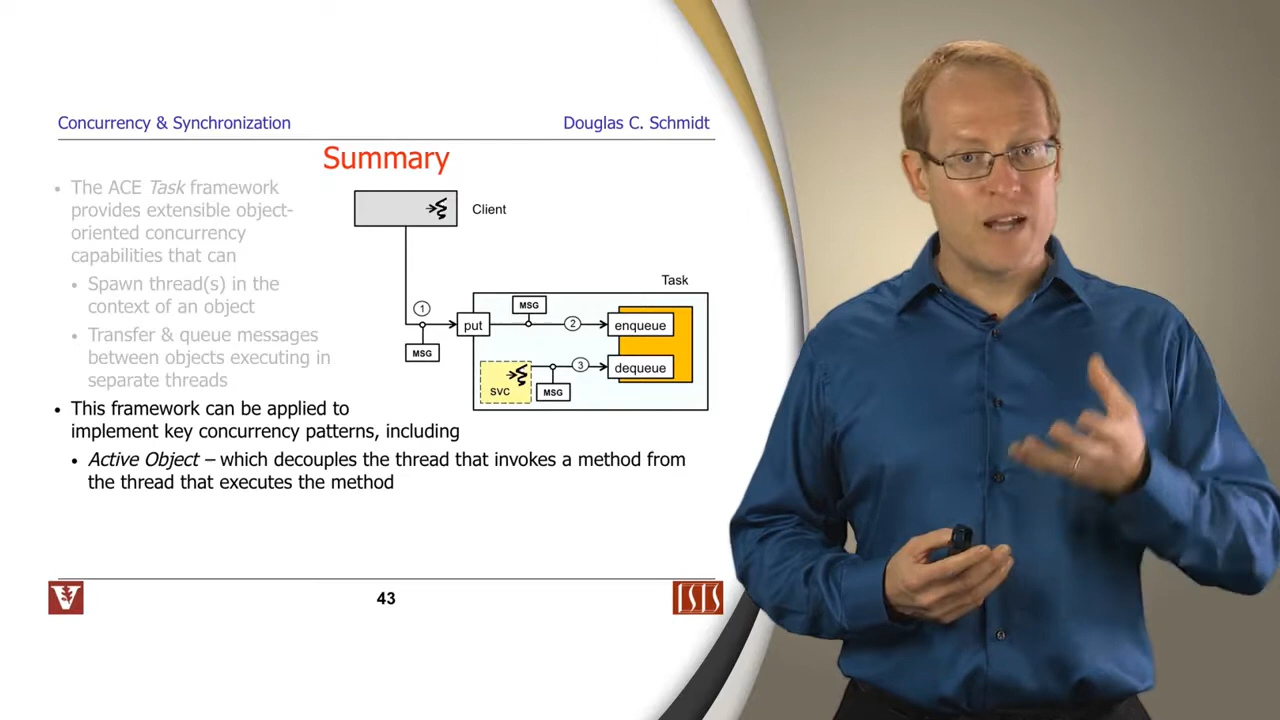 Concurrency & Synchronization
Douglas C. Schmidt
Summary
• The ACE Task framework
provides extensible object-
oriented concurrency
capabilities that can
• Spawn thread(s) in the
context of an object
• Transfer & queue messages
between objects executing in
separate threads
• This framework can be applied to
implement key concurrency patterns, including
• Active Object – which decouples the thread that invokes a method from
the thread that executes the method
Client
Task
1
MSG
put
MSG
2
enqueue
SVC
MSG
3
dequeue
V
43
ISIS